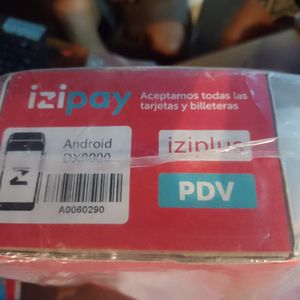 izipay
Aceptamos todas las
tarjetas y billeteras
Android
DX8000
A0060290
iziplus
PDV